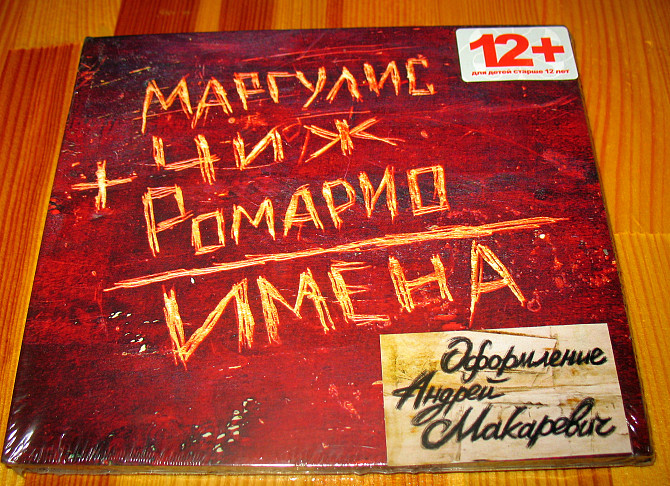 12+
для детей старше 12 лет
Маргулис
+ Чиж
Ромарио
Имена
Оформление
Андрей
Макаревич